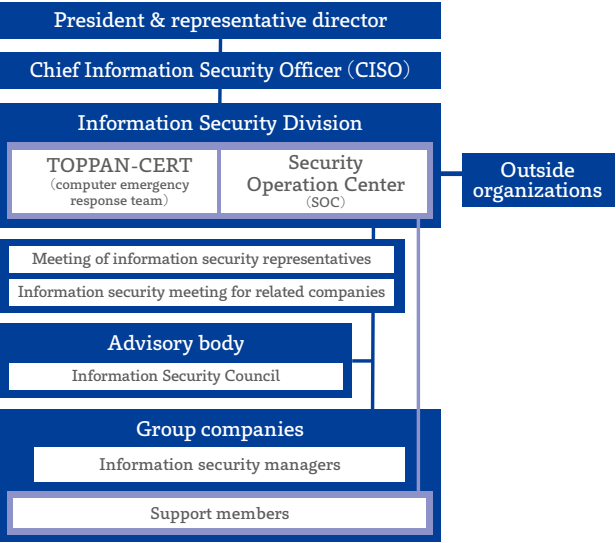 President & representative director
Chief Information Security Officer（CISO）
Information Security Division
TOPPAN-CERT
（computer emergency
response team）
Security
Operation Center
（SOC）
Outside
organizations
Meeting of information security representatives
Information security meeting for related companies
Advisory body
Information Security Council
Group companies
Information security managers
Support members